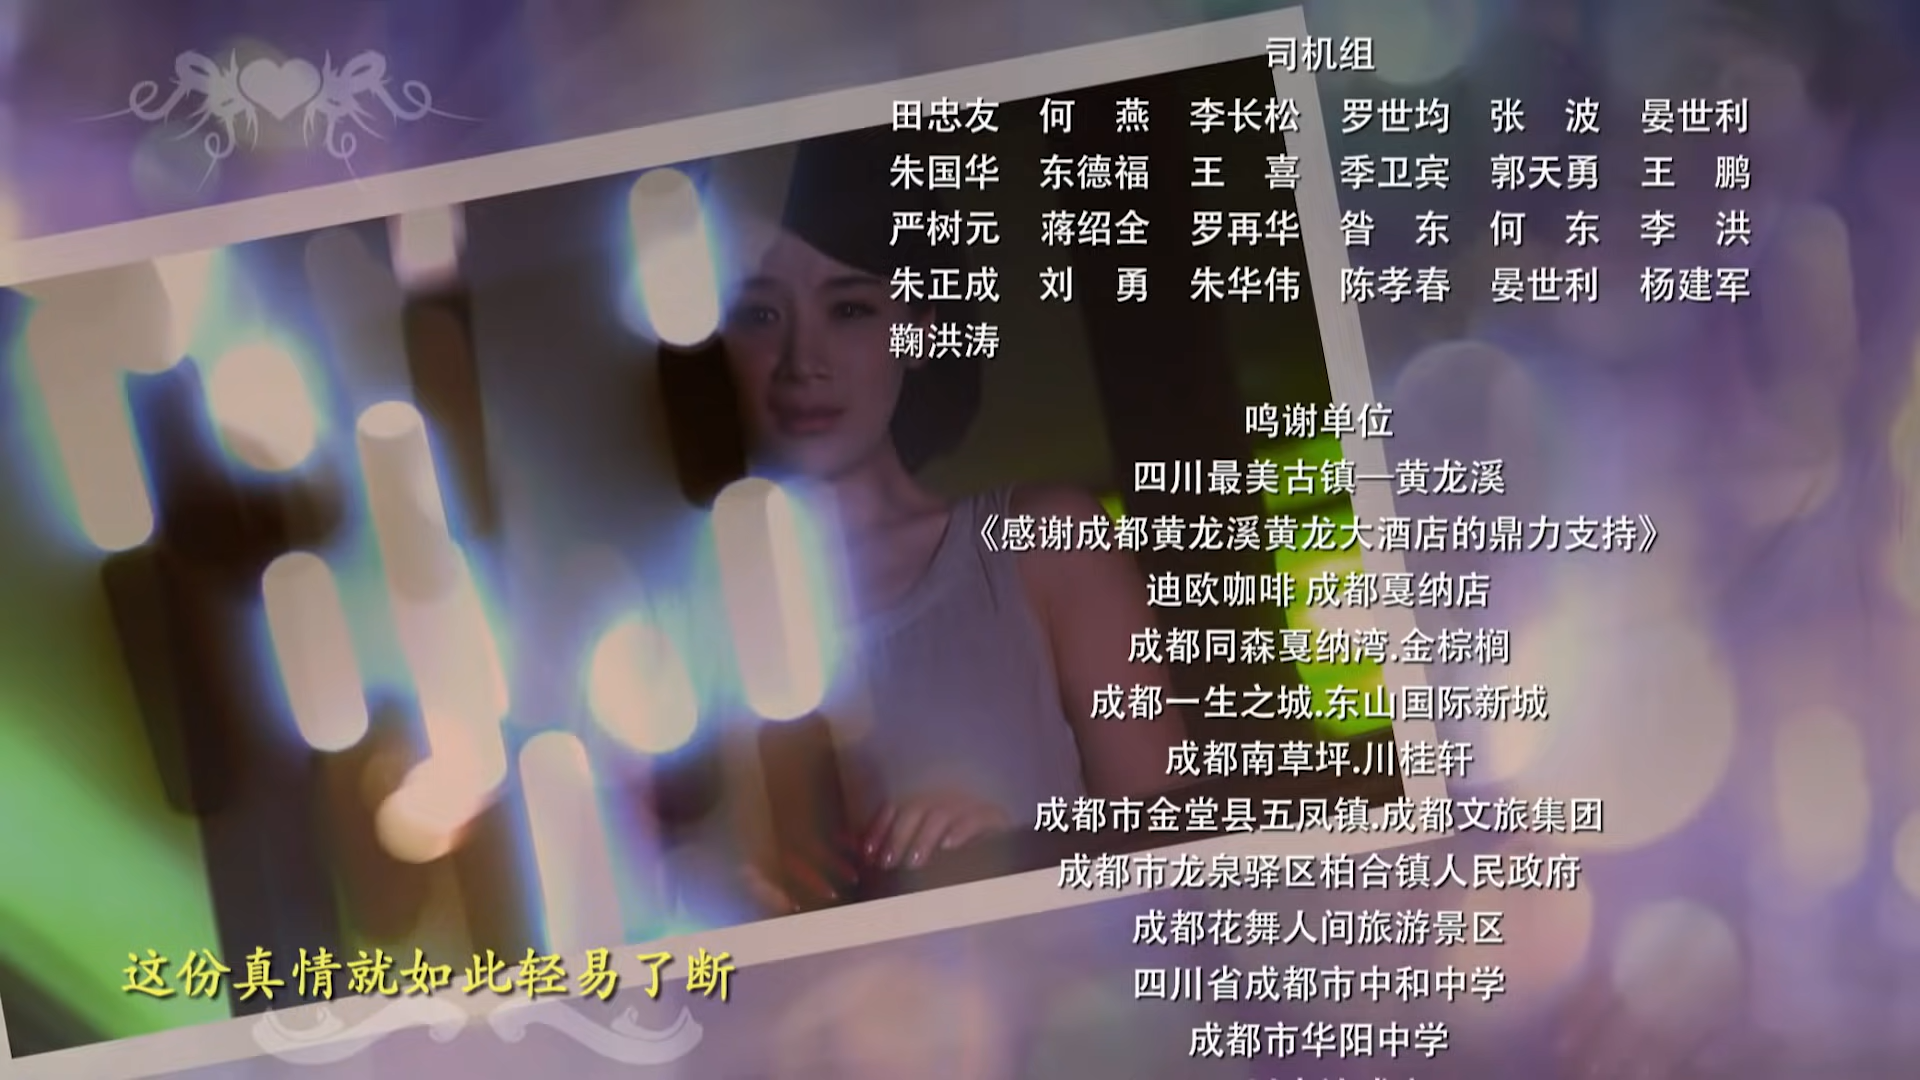 司机组
田忠友 何 燕 李长松 罗世均 张 波 晏世利
朱国华 东德福 王 喜 季卫宾 郭天勇 王 鹏
严树元 蒋绍全 罗再华 昝 东 何 东 李 洪
朱正成 刘 勇 朱华伟 陈孝春 晏世利 杨建军
鞠洪涛
鸣谢单位
四川最美古镇—黄龙溪
《感谢成都黄龙溪黄龙大酒店的鼎力支持》
迪欧咖啡 成都戛纳店
成都同森戛纳湾.金棕榈
成都一生之城.东山国际新城
成都南草坪.川桂轩
成都市金堂县五凤镇.成都文旅集团
成都市龙泉驿区柏合镇人民政府
成都花舞人间旅游景区
四川省成都市中和中学
成都市华阳中学
这份真情就如此轻易了断